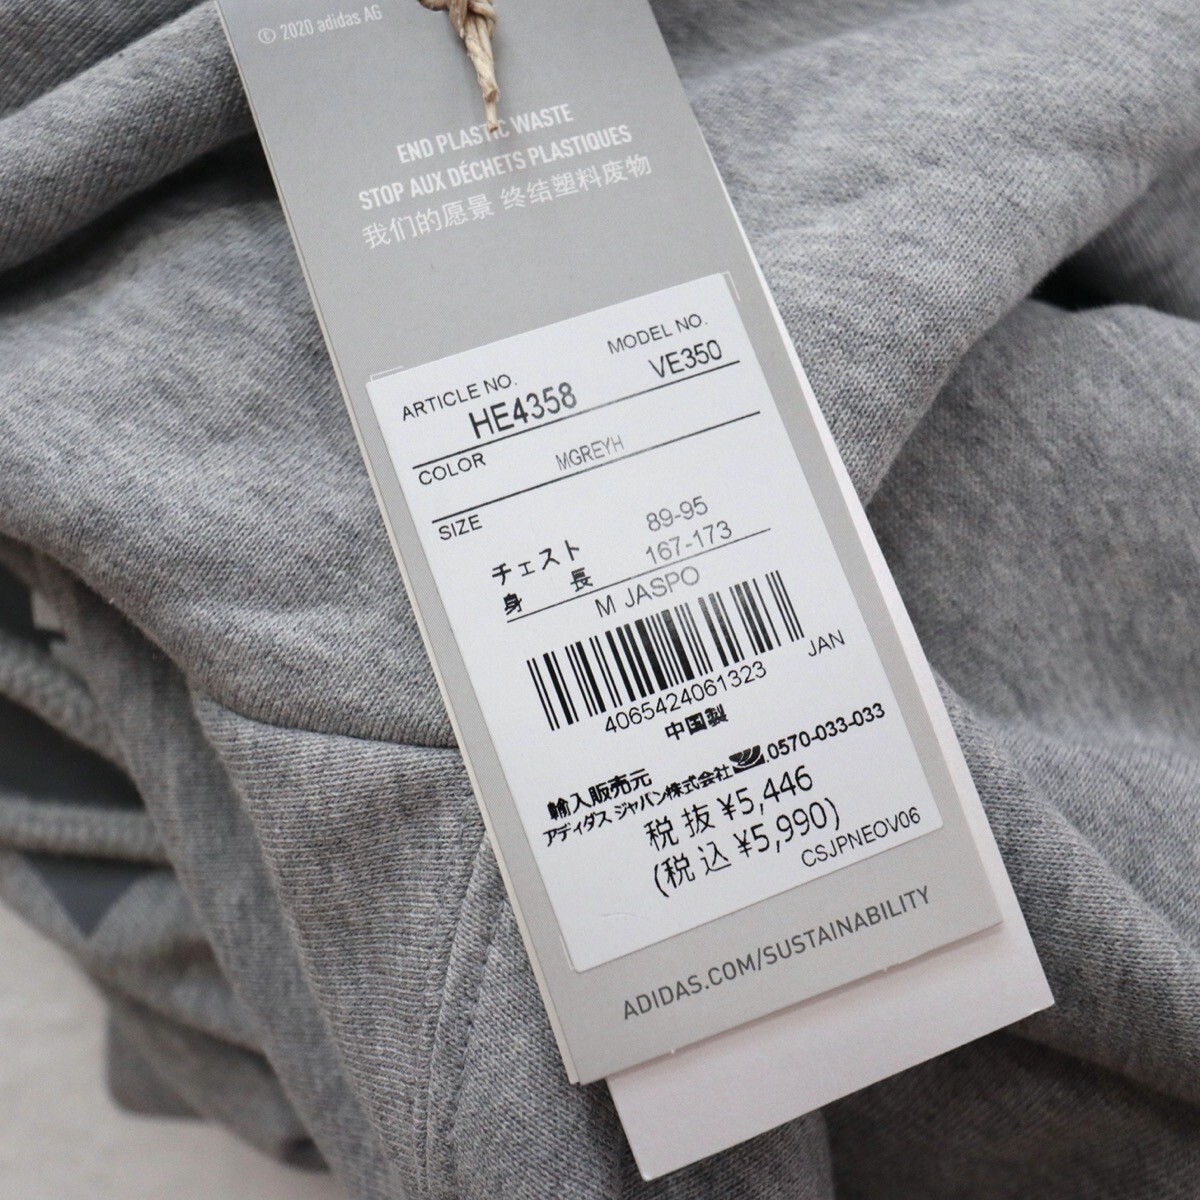 © 2020 adidas AG
END PLASTIC WASTE
STOP AUX DÉCHETS PLASTIQUES
我们的愿景 终结塑料废物
ARTICLE NO. MODEL NO.
HE4358 VE350
COLOR MGREYH
SIZE
チェスト 89-95
身長 167-173
M JASPO
4065424061323 JAN
中国製
輸入販売元
アディダス ジャパン株式会社 0570-033-033
税抜 ¥5,446
(税込 ¥5,990)
CSJPNEOV06
ADIDAS.COM/SUSTAINABILITY